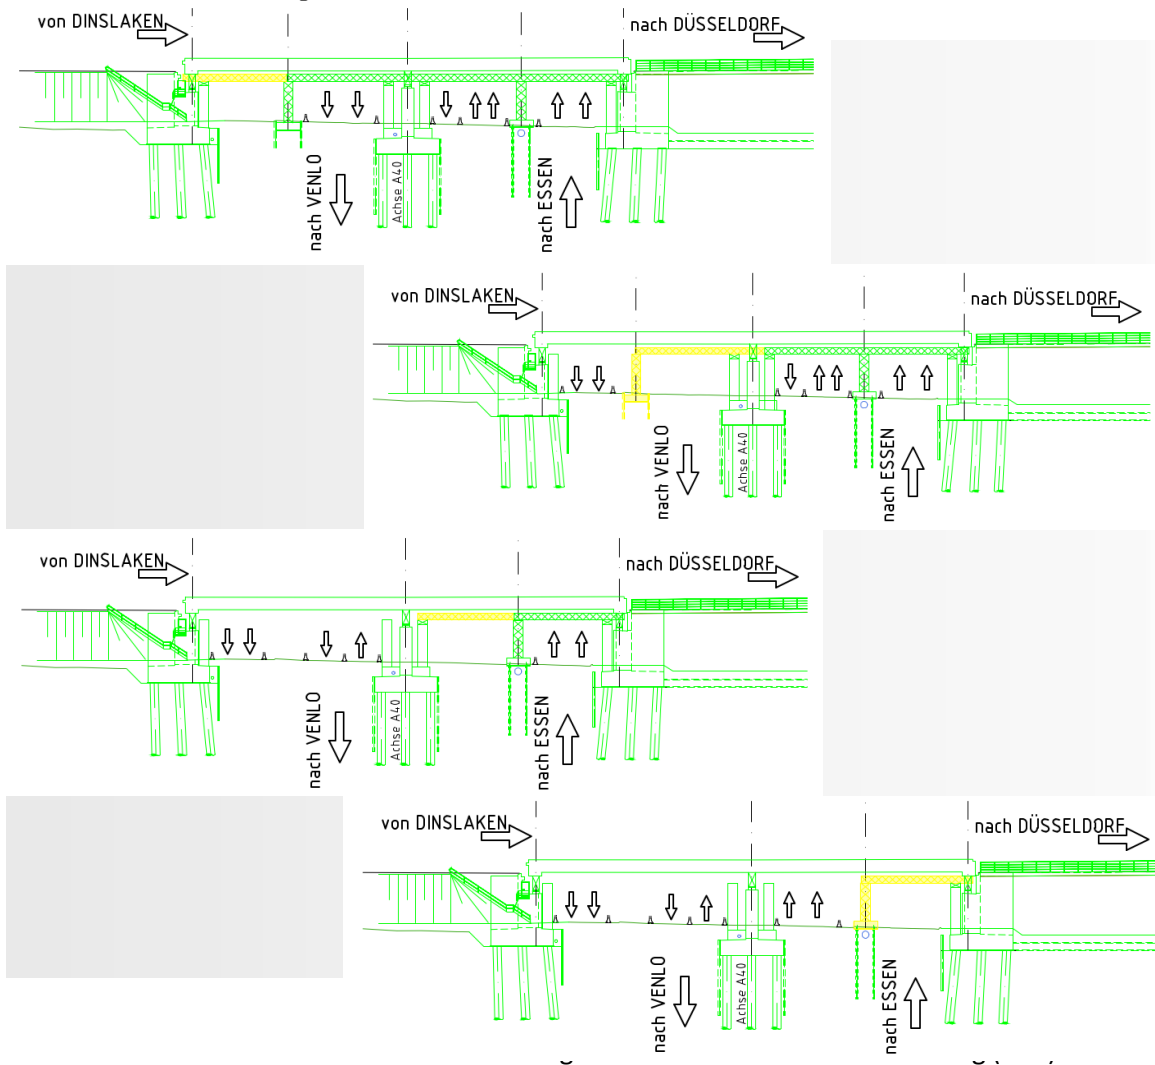 von DINSLAKEN
nach DÜSSELDORF
nach VENLO
Achse A40
nach ESSEN
von DINSLAKEN
nach DÜSSELDORF
nach VENLO
Achse A40
nach ESSEN
von DINSLAKEN
nach DÜSSELDORF
nach VENLO
Achse A40
nach ESSEN
von DINSLAKEN
nach DÜSSELDORF
nach VENLO
Achse A40
nach ESSEN